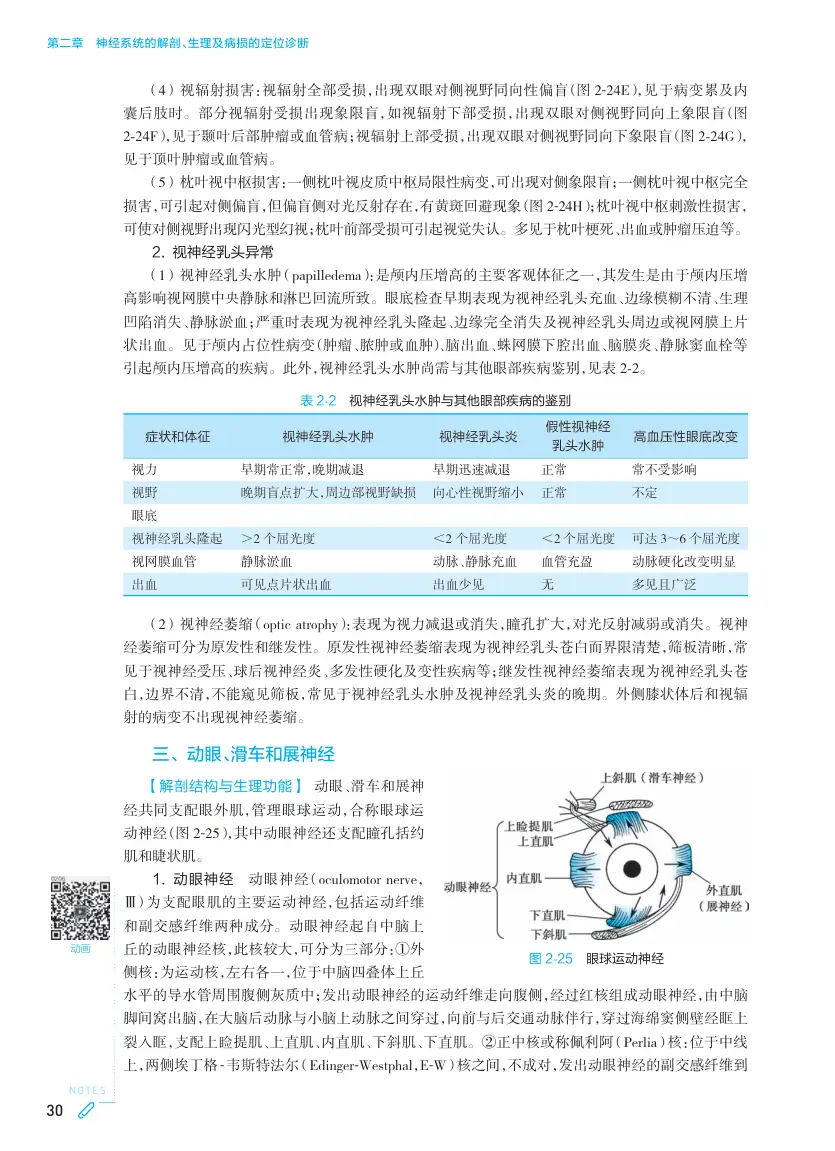 第二章 神经系统的解剖、生理及病损的定位诊断
（4）视辐射损害：视辐射全部受损，出现双眼对侧视野同向性偏盲（图 2-24E），见于病变累及内
囊后肢时。部分视辐射受损出现象限盲，如视辐射下部受损，出现双眼对侧视野同向上象限盲（图
2-24F），见于颞叶后部肿瘤或血管病；视辐射上部受损，出现双眼对侧视野同向下象限盲（图 2-24G），
见于顶叶肿瘤或血管病。
（5）枕叶视中枢损害：一侧枕叶视皮质中枢局限性病变，可出现对侧象限盲；一侧枕叶视中枢完全
损害，可引起对侧偏盲，但偏盲侧对光反射存在，有黄斑回避现象（图 2-24H）；枕叶视中枢刺激性损害，
可使对侧视野出现闪光型幻视；枕叶前部受损可引起视觉失认。多见于枕叶梗死、出血或肿瘤压迫等。
2. 视神经乳头异常
（1）视神经乳头水肿（papilledema）：是颅内压增高的主要客观体征之一，其发生是由于颅内压增
高影响视网膜中央静脉和淋巴回流所致。眼底检查早期表现为视神经乳头充血、边缘模糊不清、生理
凹陷消失、静脉淤血；严重时表现为视神经乳头隆起、边缘完全消失及视神经乳头周边或视网膜上片
状出血。见于颅内占位性病变（肿瘤、脓肿或血肿）、脑出血、蛛网膜下腔出血、脑膜炎、静脉窦血栓等
引起颅内压增高的疾病。此外，视神经乳头水肿尚需与其他眼部疾病鉴别，见表 2-2。
表 2-2 视神经乳头水肿与其他眼部疾病的鉴别
症状和体征 视神经乳头水肿 视神经乳头炎 假性视神经乳头水肿 高血压性眼底改变
视力 早期常正常，晚期减退 早期迅速减退 正常 常不受影响
视野 晚期盲点扩大，周边部视野缺损 向心性视野缩小 正常 不定
眼底
视神经乳头隆起 ＞2 个屈光度 ＜2 个屈光度 ＜2 个屈光度 可达 3～6 个屈光度
视网膜血管 静脉淤血 动脉、静脉充血 血管充盈 动脉硬化改变明显
出血 可见点片状出血 出血少见 无 多见且广泛
（2）视神经萎缩（optic atrophy）：表现为视力减退或消失，瞳孔扩大，对光反射减弱或消失。视神
经萎缩可分为原发性和继发性。原发性视神经萎缩表现为视神经乳头苍白而界限清楚，筛板清晰，常
见于视神经受压、球后视神经炎、多发性硬化及变性疾病等；继发性视神经萎缩表现为视神经乳头苍
白，边界不清，不能窥见筛板，常见于视神经乳头水肿及视神经乳头炎的晚期。外侧膝状体后和视辐
射的病变不出现视神经萎缩。
三、动眼、滑车和展神经
【解剖结构与生理功能】 动眼、滑车和展神
经共同支配眼外肌，管理眼球运动，合称眼球运
动神经（图 2-25），其中动眼神经还支配瞳孔括约
肌和睫状肌。
1. 动眼神经 动眼神经（oculomotor nerve，
Ⅲ）为支配眼肌的主要运动神经，包括运动纤维
和副交感纤维两种成分。动眼神经起自中脑上
丘的动眼神经核，此核较大，可分为三部分：①外
侧核：为运动核，左右各一，位于中脑四叠体上丘
上斜肌（滑车神经）
上睑提肌
上直肌
内直肌
动眼神经
下直肌
下斜肌
外直肌
（展神经）
图 2-25 眼球运动神经
0206
动画
水平的导水管周围腹侧灰质中；发出动眼神经的运动纤维走向腹侧，经过红核组成动眼神经，由中脑
脚间窝出脑，在大脑后动脉与小脑上动脉之间穿过，向前与后交通动脉伴行，穿过海绵窦侧壁经眶上
裂入眶，支配上睑提肌、上直肌、内直肌、下斜肌、下直肌。②正中核或称佩利阿（Perlia）核：位于中线
上，两侧埃丁格-韦斯特法尔（Edinger-Westphal，E-W）核之间，不成对，发出动眼神经的副交感纤维到
NOTES
30